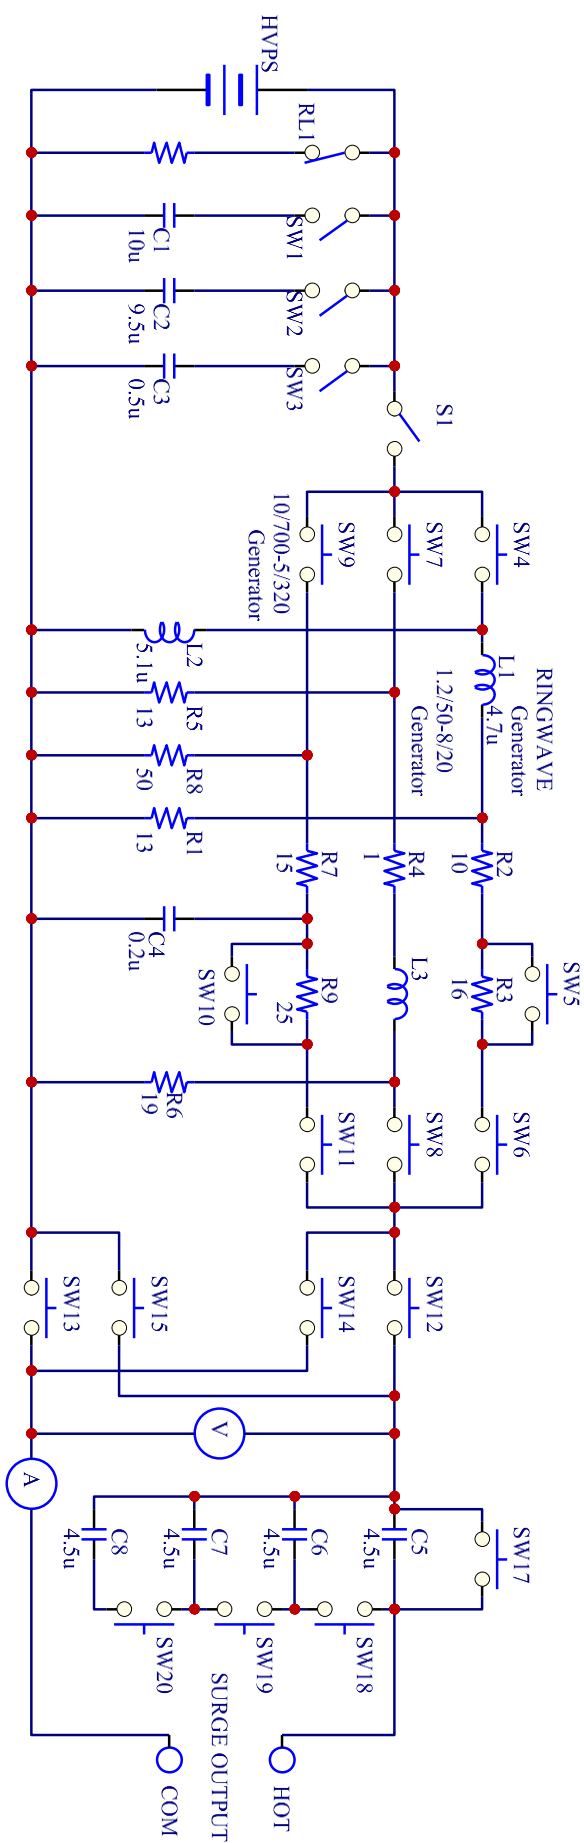 HVPS
RL1
SW1
C1
10u
SW2
C2
9.5u
SW3
C3
0.5u
S1
SW4
SW7
SW9
10/700-5/320
Generator
RINGWAVE
Generator
L1
4.7u
1.2/50-8/20
Generator
L2
5.1u
R5
13
R8
50
R1
13
R2
10
R4
1
R7
15
C4
0.2u
SW5
R3
16
L3
R9
25
SW10
R6
19
SW6
SW8
SW11
SW12
SW14
SW15
SW13
V
A
SW17
C5
4.5u
C6
4.5u
C7
4.5u
C8
4.5u
SW18
SW19
SW20
SURGE OUTPUT
HOT
COM